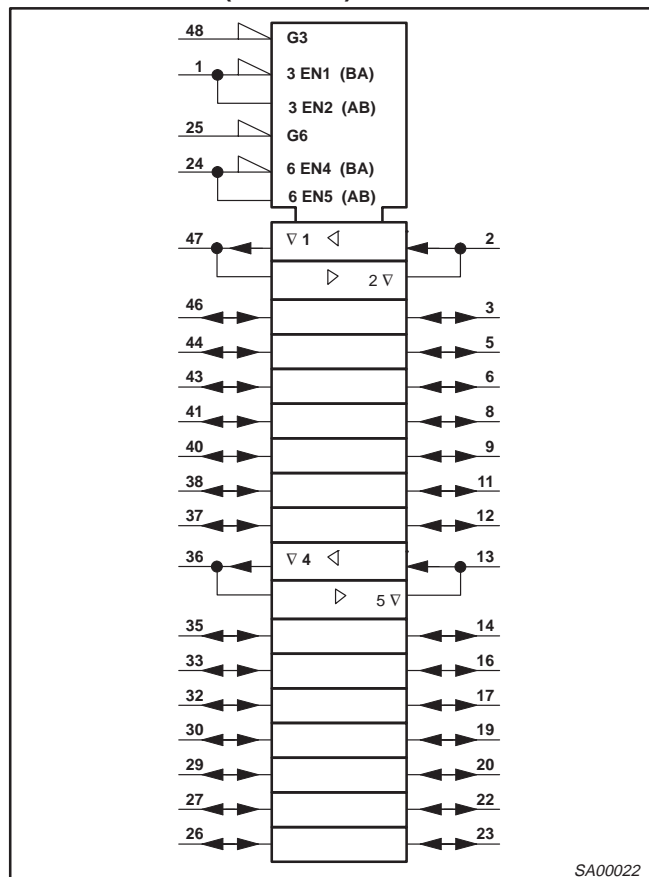 48 G3
1 3 EN1 (BA)
3 EN2 (AB)
25 G6
24 6 EN4 (BA)
6 EN5 (AB)
47 ∇ 1 ◁ 2
▷ 2 ∇
46 3
44 5
43 6
41 8
40 9
38 11
37 12
36 ∇ 4 ◁ 13
▷ 5 ∇
35 14
33 16
32 17
30 19
29 20
27 22
26 23
SA00022